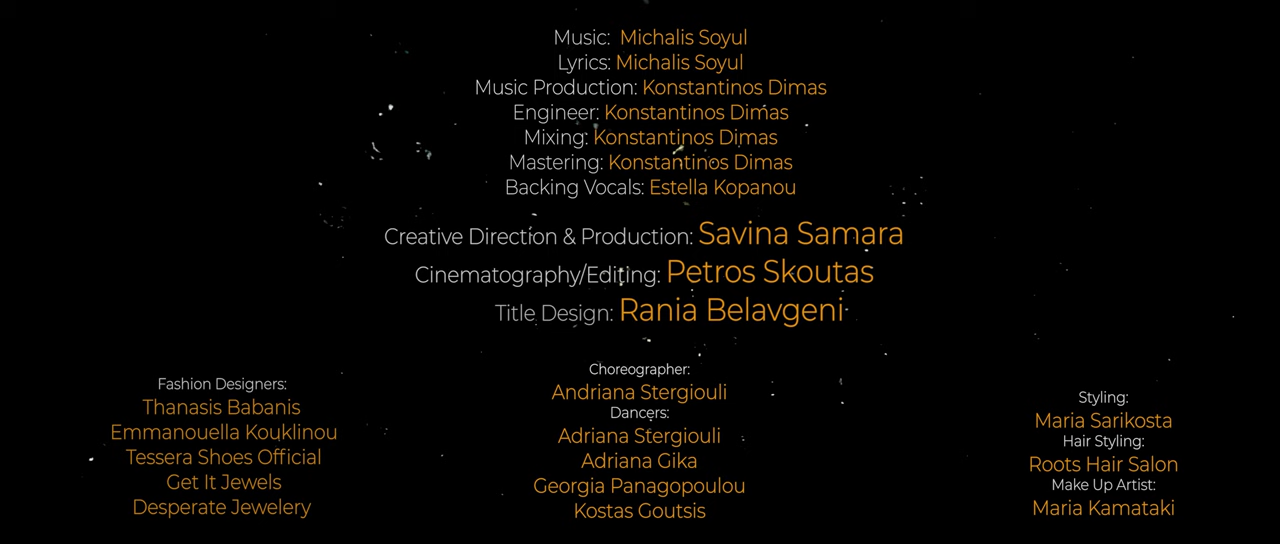 Music: Michalis Soyul
Lyrics: Michalis Soyul
Music Production: Konstantinos Dimas
Engineer: Konstantinos Dimas
Mixing: Konstantinos Dimas
Mastering: Konstantinos Dimas
Backing Vocals: Estella Kopanou
Creative Direction & Production: Savina Samara
Cinematography/Editing: Petros Skoutas
Title Design: Rania Belavgeni
Fashion Designers:
Thanasis Babanis
Emmanouella Kouklinou
Tessera Shoes Official
Get It Jewels
Desperate Jewelery
Choreographer:
Andriana Stergiouli
Dancers:
Adriana Stergiouli
Adriana Gika
Georgia Panagopoulou
Kostas Goutsis
Styling:
Maria Sarikosta
Hair Styling:
Roots Hair Salon
Make Up Artist:
Maria Kamataki